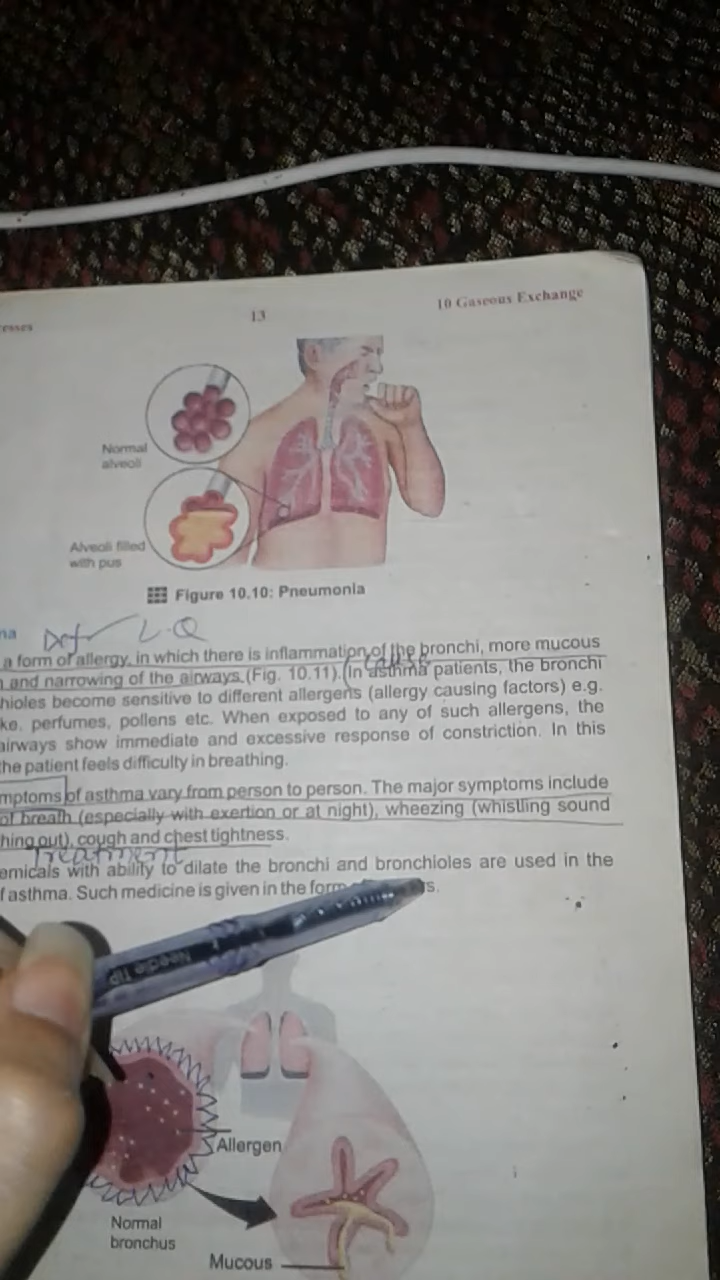 esses 13 10 Gaseous Exchange
Normal
alveoli
Alveoli filled
with pus
Figure 10.10: Pneumonia
ma
Def L.Q
a form of allergy, in which there is inflammation of the bronchi, more mucous
cause
n and narrowing of the airways (Fig. 10.11). (In asthma patients, the bronchi
hioles become sensitive to different allergens (allergy causing factors) e.g.
ke, perfumes, pollens etc. When exposed to any of such allergens, the
airways show immediate and excessive response of constriction. In this
the patient feels difficulty in breathing.
mptoms of asthma vary from person to person. The major symptoms include
of breath (especially with exertion or at night), wheezing (whistling sound
hing out), cough and chest tightness.
Treatment
emicals with ability to dilate the bronchi and bronchioles are used in the
f asthma. Such medicine is given in the form rs.
Needle TIP
Allergen
Normal
bronchus
Mucous